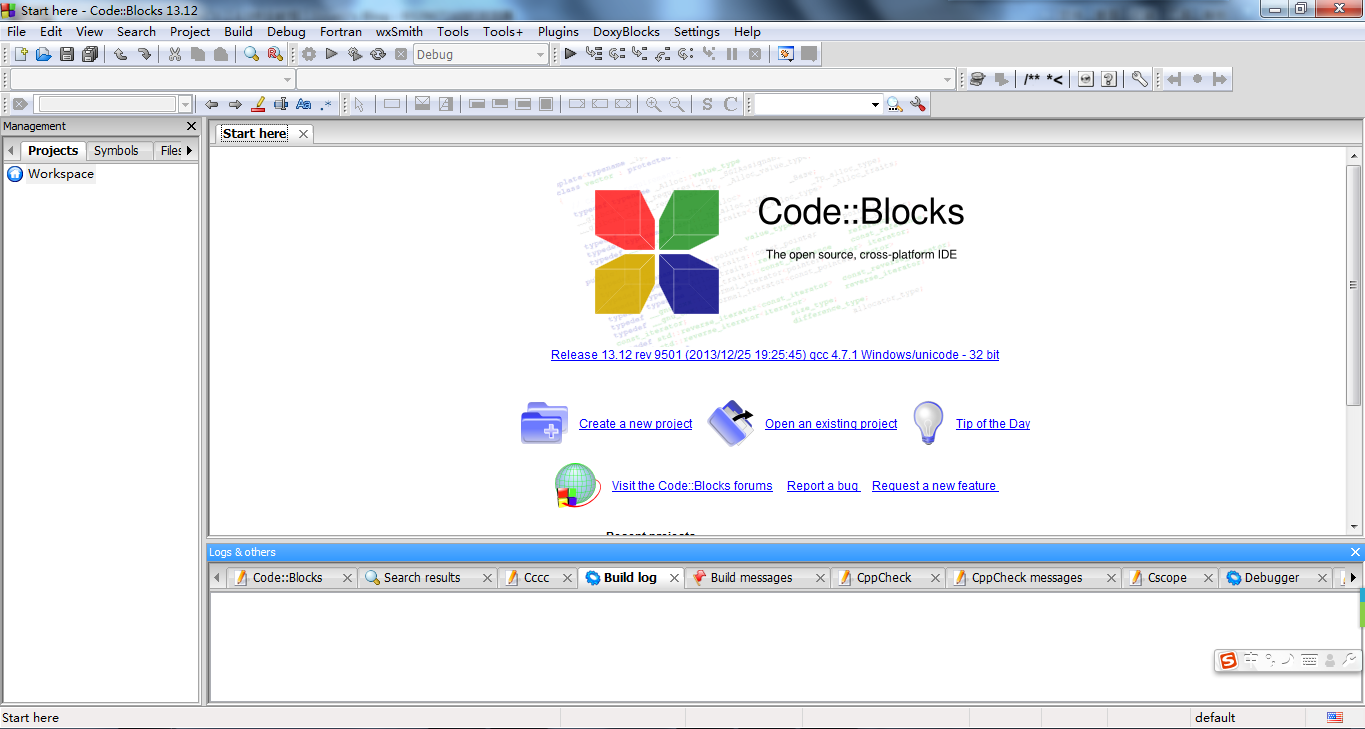 Start here - Code::Blocks 13.12
File Edit View Search Project Build Debug Fortran wxSmith Tools Tools+ Plugins DoxyBlocks Settings Help
Debug
/** *<
Aa .*
S C
Management
Projects Symbols Files
Workspace
Start here
Code::Blocks
The open source, cross-platform IDE
Release 13.12 rev 9501 (2013/12/25 19:25:45) gcc 4.7.1 Windows/unicode - 32 bit
Create a new project Open an existing project Tip of the Day
Visit the Code::Blocks forums Report a bug Request a new feature
Recent projects
Logs & others
Code::Blocks Search results Cccc Build log Build messages CppCheck CppCheck messages Cscope Debugger
中
Start here default